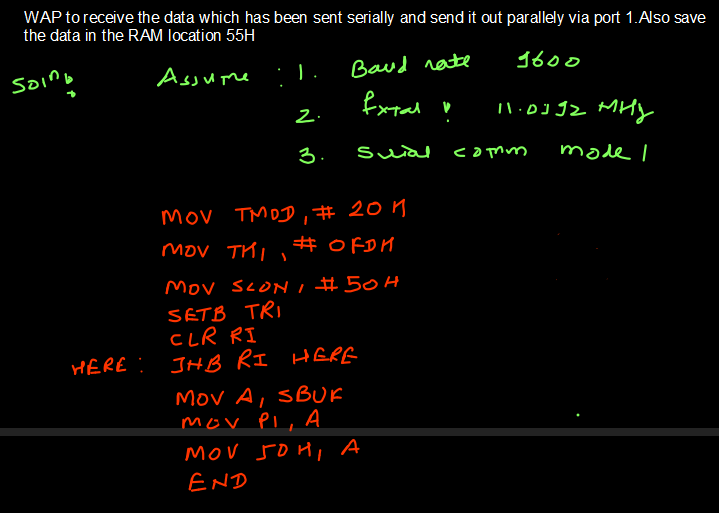 WAP to receive the data which has been sent serially and send it out parallely via port 1.Also save
the data in the RAM location 55H
Soln Assume : 1. Baud rate 9600
2. fxtal : 11.0592 MHz
3. Serial comm mode 1
MOV TMOD, # 20H
MOV TH1, # 0FDH
MOV SCON, # 50H
SETB TR1
CLR RI
HERE : JNB RI HERE
MOV A, SBUF
MOV P1, A
MOV 50H, A
END